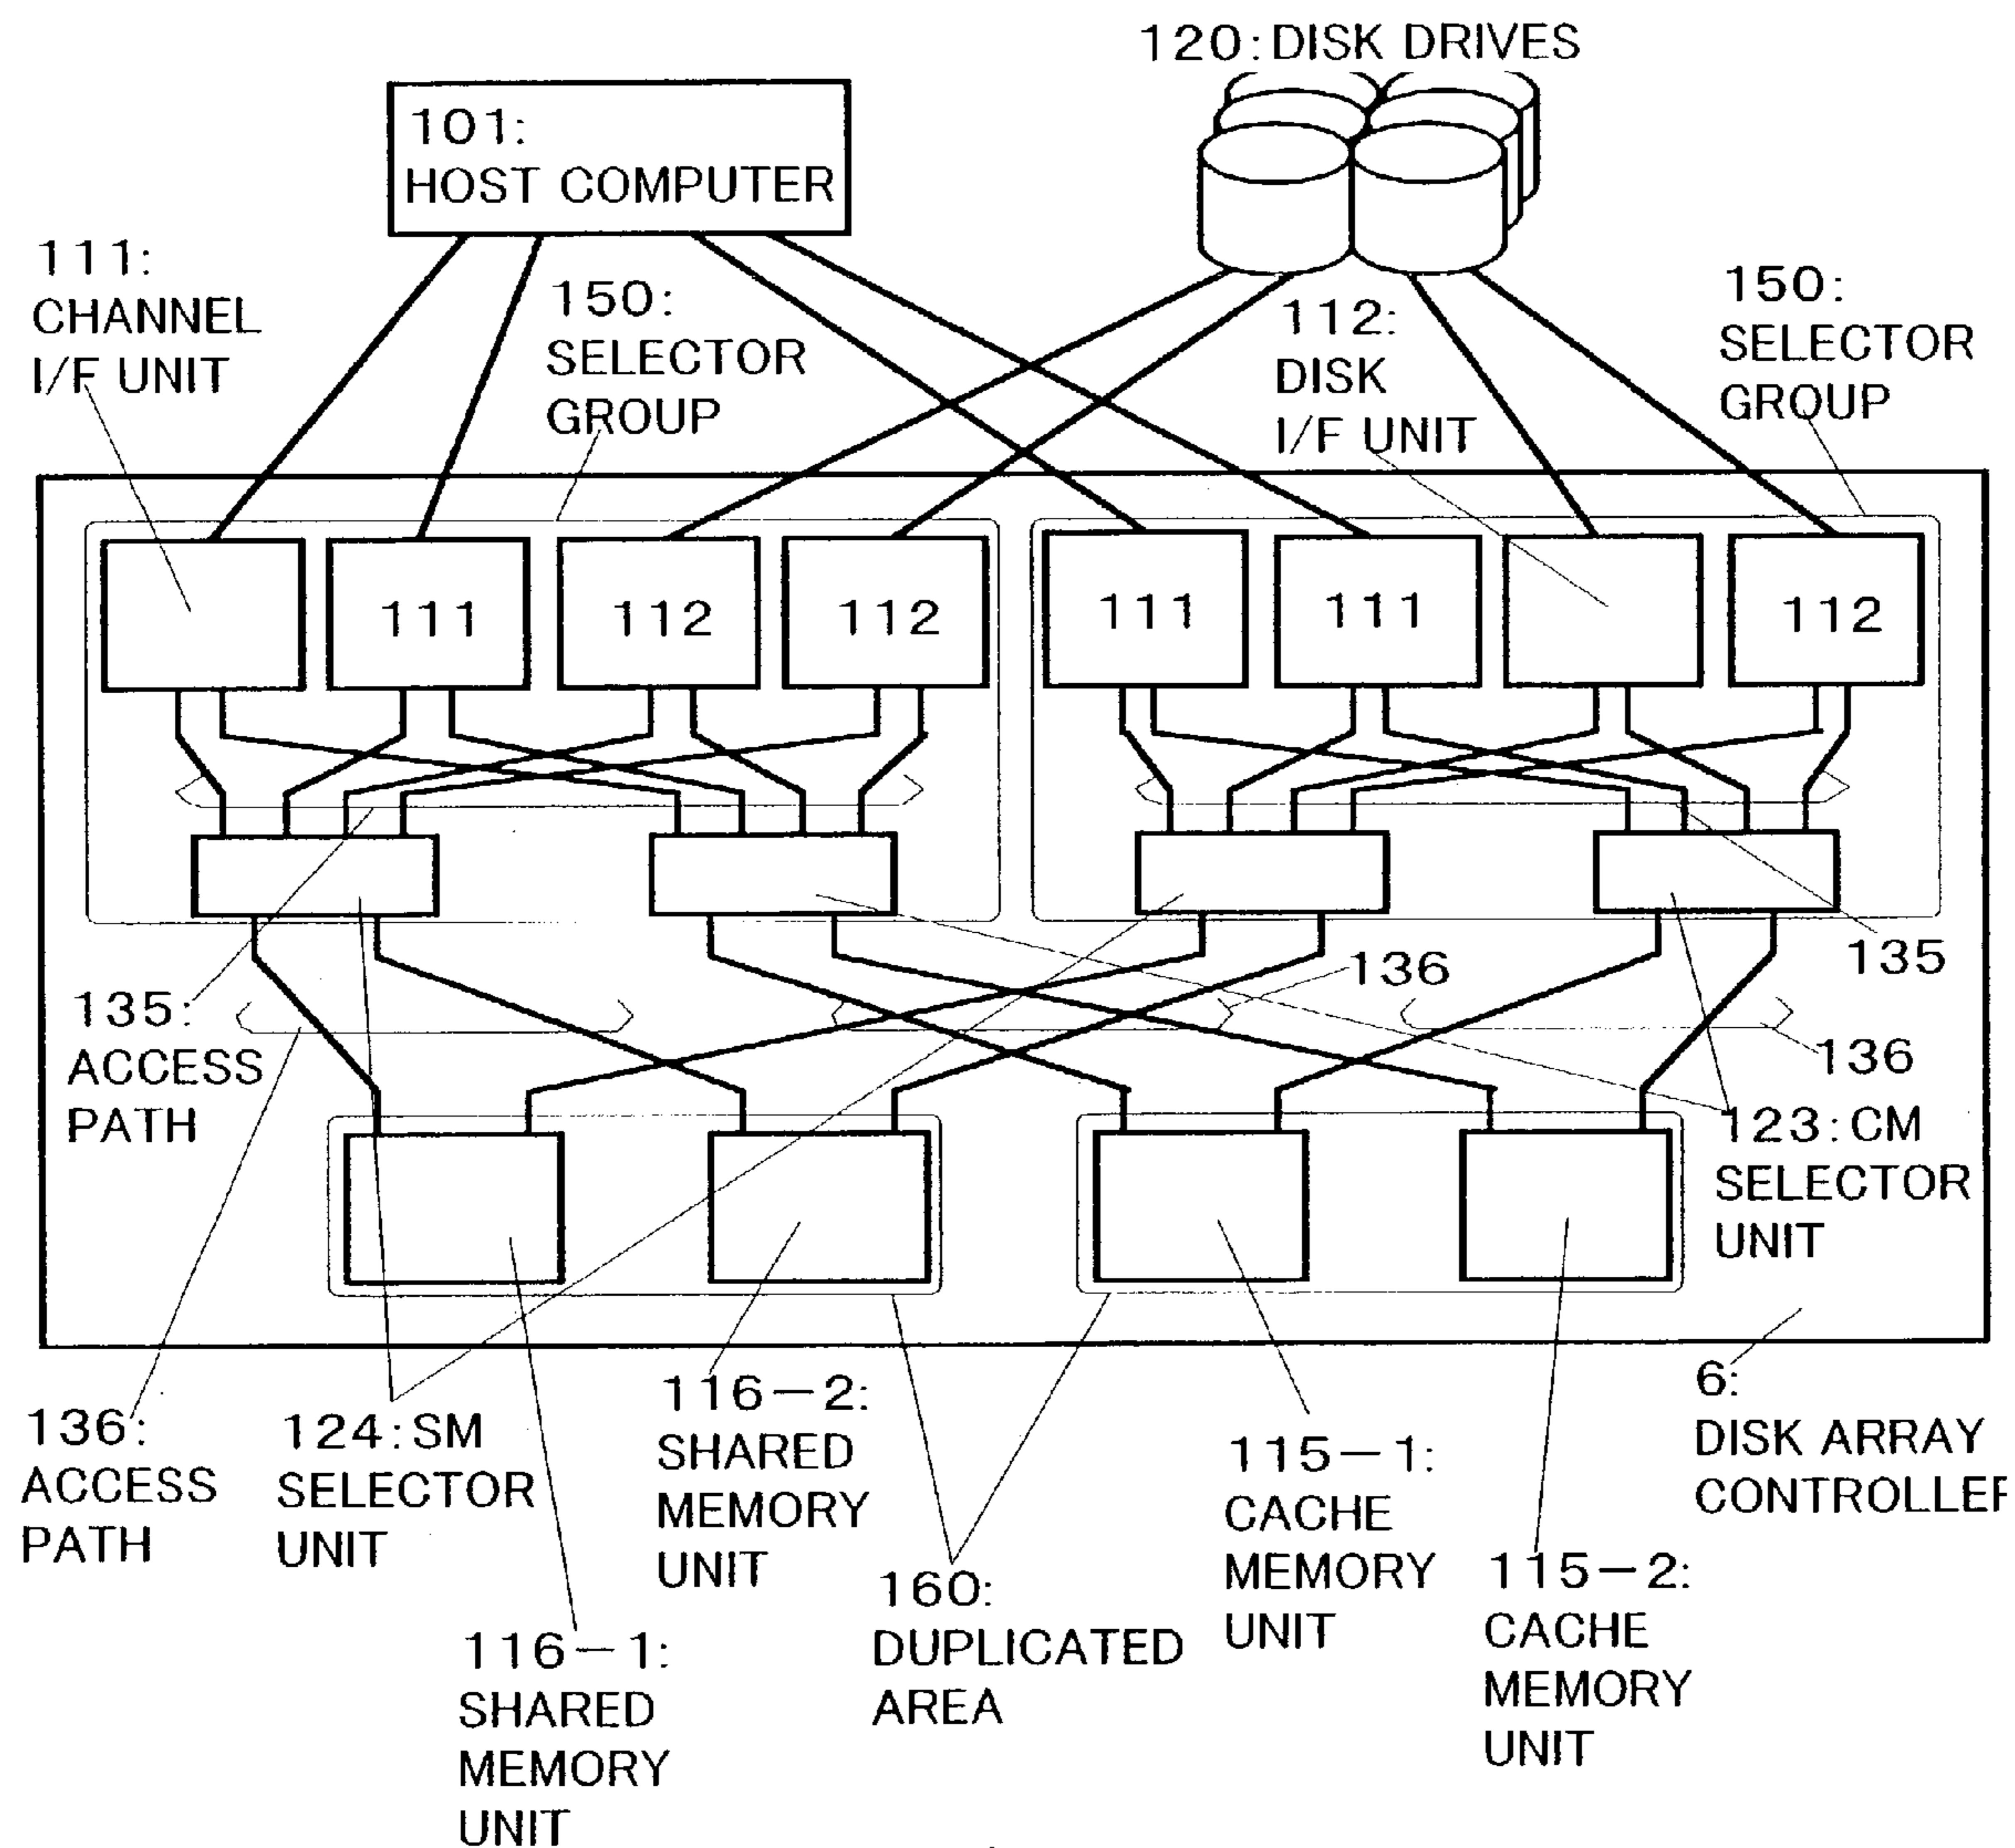 120:DISK DRIVES
101:
HOST COMPUTER
111:
CHANNEL
I/F UNIT
150:
SELECTOR
GROUP
112:
DISK
I/F UNIT
150:
SELECTOR
GROUP
111
112
112
111
111
112
135:
ACCESS
PATH
136
135
136
123:CM
SELECTOR
UNIT
136:
ACCESS
PATH
124:SM
SELECTOR
UNIT
116-1:
SHARED
MEMORY
UNIT
116-2:
SHARED
MEMORY
UNIT
160:
DUPLICATED
AREA
115-1:
CACHE
MEMORY
UNIT
115-2:
CACHE
MEMORY
UNIT
6:
DISK ARRAY
CONTROLLER